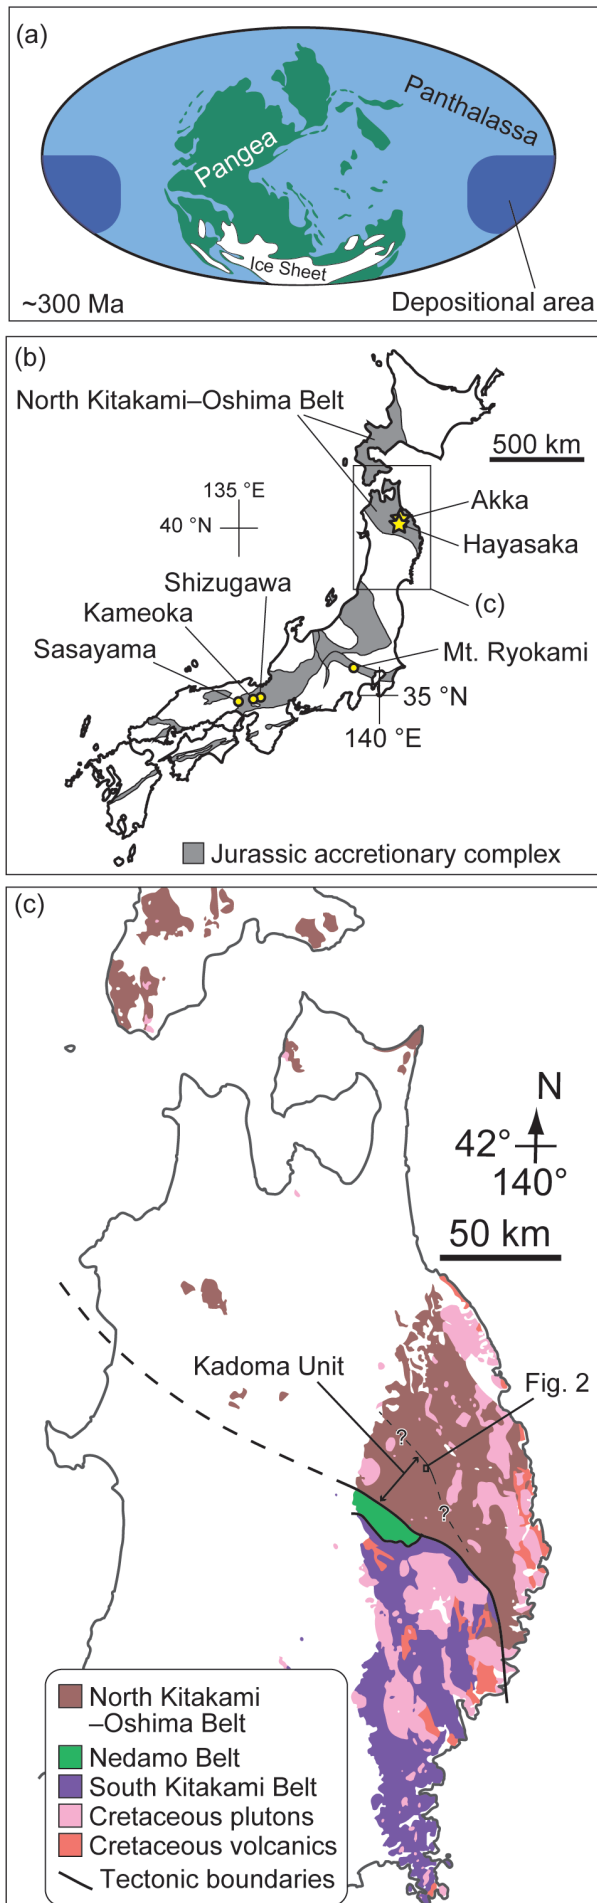 (a)
Panthalassa
Pangea
Ice Sheet
~300 Ma
Depositional area
(b)
North Kitakami–Oshima Belt
500 km
135 °E
40 °N
Akka
Hayasaka
Shizugawa
Kameoka
(c)
Sasayama
Mt. Ryokami
35 °N
140 °E
Jurassic accretionary complex
(c)
N
42°
140°
50 km
Kadoma Unit
Fig. 2
?
?
North Kitakami
–Oshima Belt
Nedamo Belt
South Kitakami Belt
Cretaceous plutons
Cretaceous volcanics
Tectonic boundaries